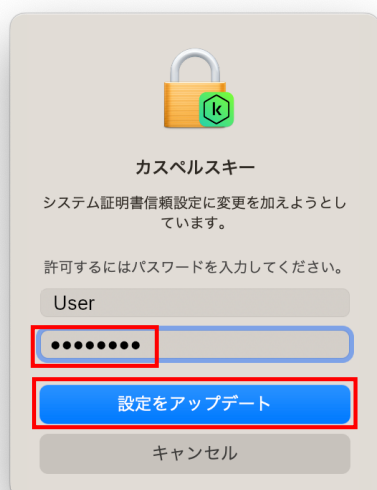 k
カスペルスキー
システム証明書信頼設定に変更を加えようとし
ています。
許可するにはパスワードを入力してください。
User
●●●●●●●●
設定をアップデート
キャンセル